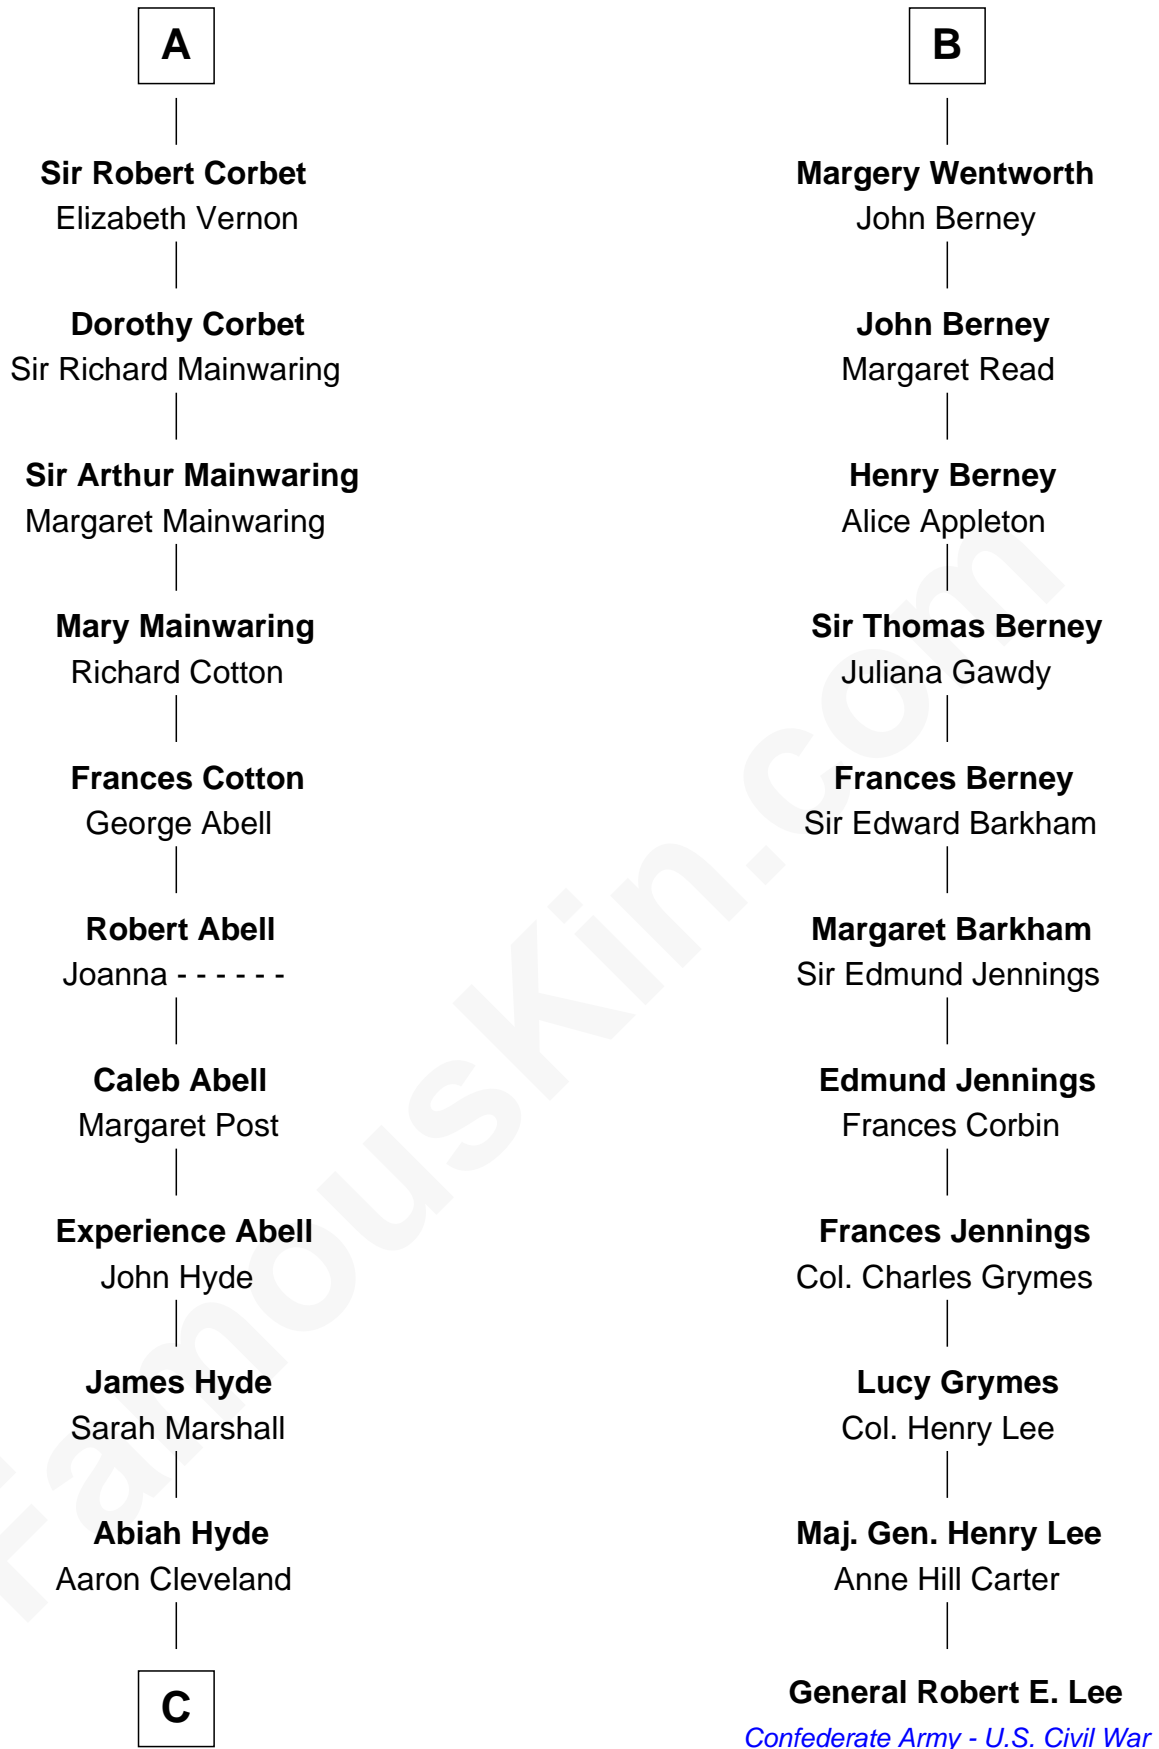 A
Sir Robert Corbet
Elizabeth Vernon
Dorothy Corbet
Sir Richard Mainwaring
Sir Arthur Mainwaring
Margaret Mainwaring
Mary Mainwaring
Richard Cotton
Frances Cotton
George Abell
Robert Abell
Joanna - - - - - -
Caleb Abell
Margaret Post
Experience Abell
John Hyde
James Hyde
Sarah Marshall
Abiah Hyde
Aaron Cleveland
C
B
Margery Wentworth
John Berney
John Berney
Margaret Read
Henry Berney
Alice Appleton
Sir Thomas Berney
Juliana Gawdy
Frances Berney
Sir Edward Barkham
Margaret Barkham
Sir Edmund Jennings
Edmund Jennings
Frances Corbin
Frances Jennings
Col. Charles Grymes
Lucy Grymes
Col. Henry Lee
Maj. Gen. Henry Lee
Anne Hill Carter
General Robert E. Lee
Confederate Army - U.S. Civil War
FamousKin.com